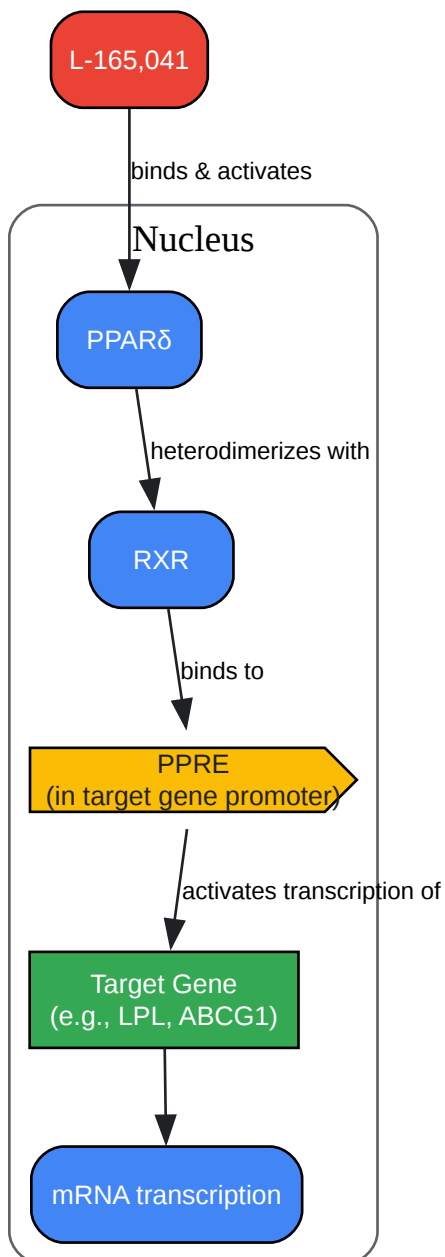 L-165,041
binds & activates
Nucleus
PPARδ
heterodimerizes with
RXR
binds to
PPRE
(in target gene promoter)
activates transcription of
Target Gene
(e.g., LPL, ABCG1)
mRNA transcription